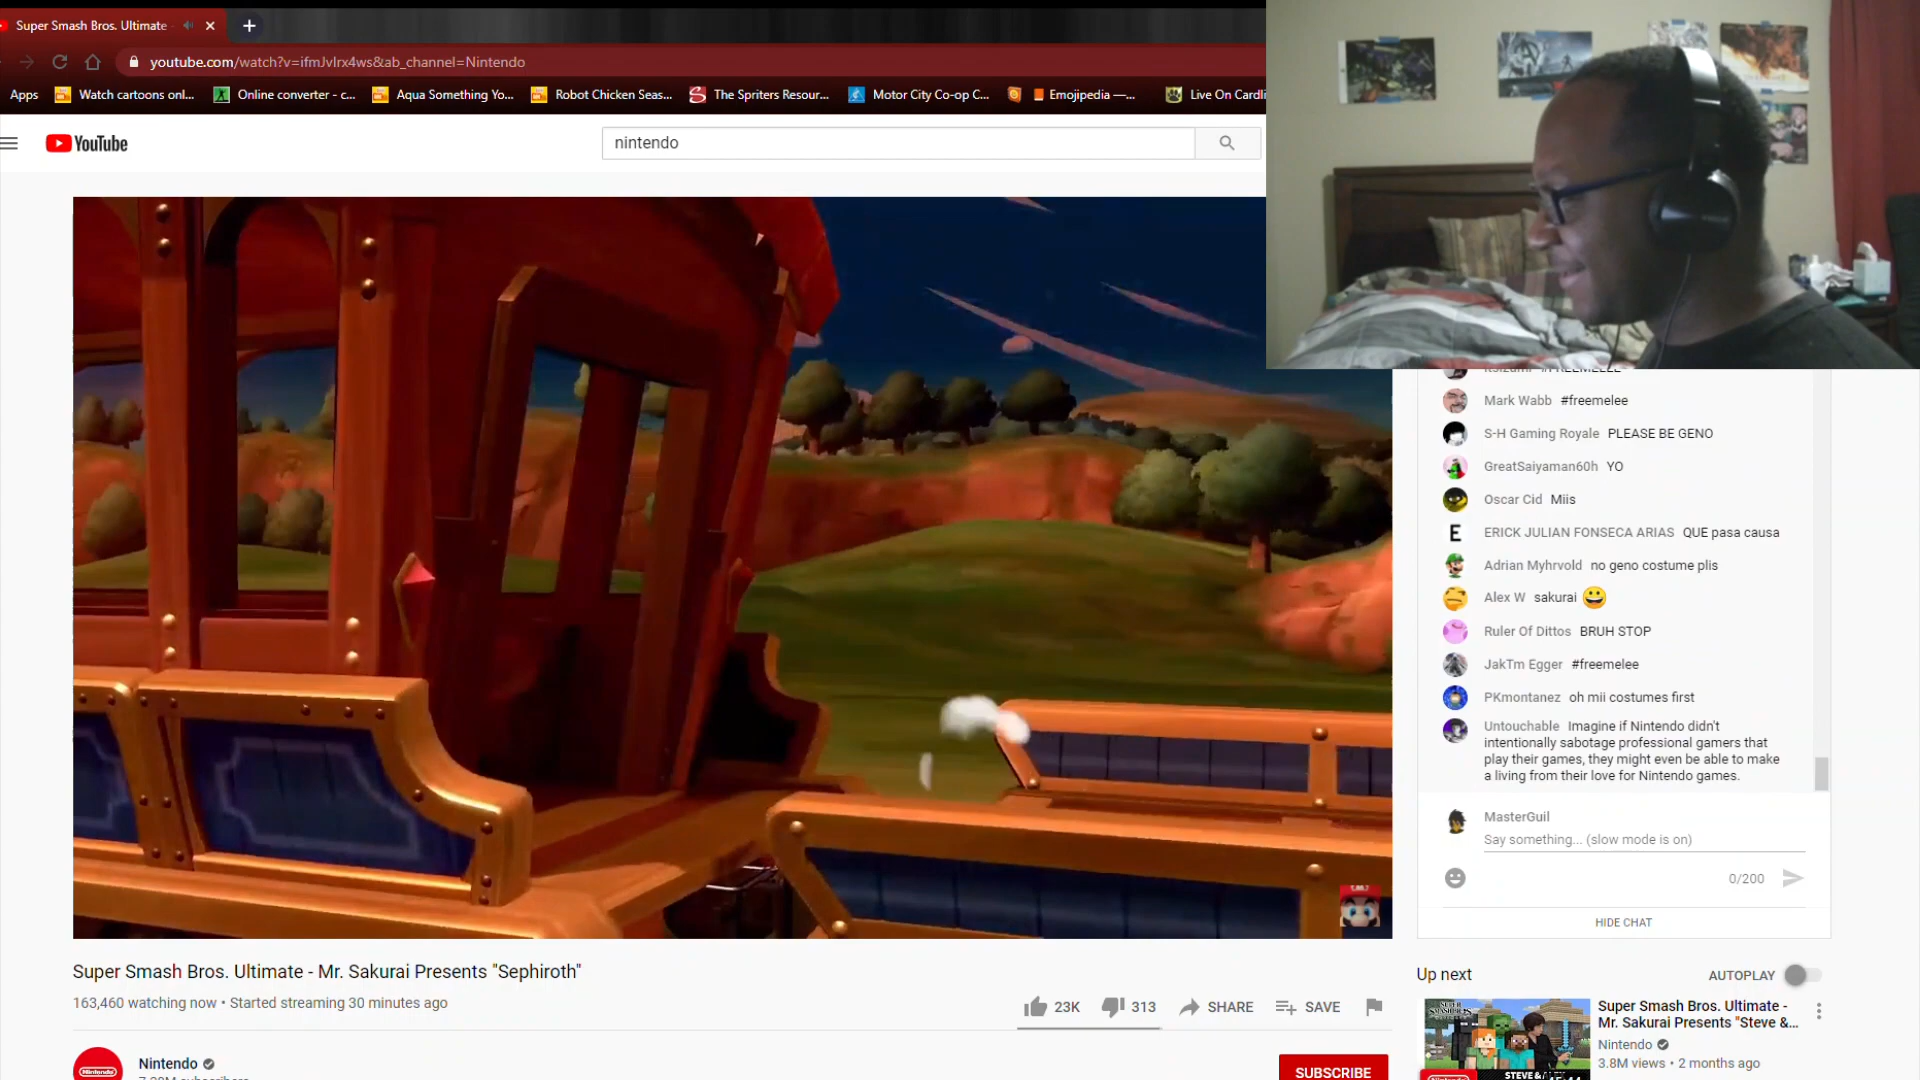 Super Smash Bros. Ultimate
youtube.com/watch?v=ifmJvlrx4ws&ab_channel=Nintendo
Apps
Watch cartoons onl...
Online converter - c...
Aqua Something Yo...
Robot Chicken Seas...
The Spriters Resour...
Motor City Co-op C...
Emojipedia —...
Live On Cardli
YouTube
nintendo
#FREEMELEE
Mark Wabb #freemelee
S-H Gaming Royale PLEASE BE GENO
GreatSaiyaman60h YO
Oscar Cid Miis
E
ERICK JULIAN FONSECA ARIAS QUE pasa causa
Adrian Myhrvold no geno costume plis
Alex W sakurai 😀
Ruler Of Dittos BRUH STOP
JakTm Egger #freemelee
PKmontanez oh mii costumes first
Untouchable Imagine if Nintendo didn't
intentionally sabotage professional gamers that
play their games, they might even be able to make
a living from their love for Nintendo games.
MasterGuil
Say something... (slow mode is on)
0/200
HIDE CHAT
Super Smash Bros. Ultimate - Mr. Sakurai Presents "Sephiroth"
163,460 watching now • Started streaming 30 minutes ago
23K
313
SHARE
SAVE
Nintendo
Nintendo
SUBSCRIBE
Up next
AUTOPLAY
Super Smash Bros. Ultimate -
Mr. Sakurai Presents "Steve &...
Nintendo
3.8M views • 2 months ago